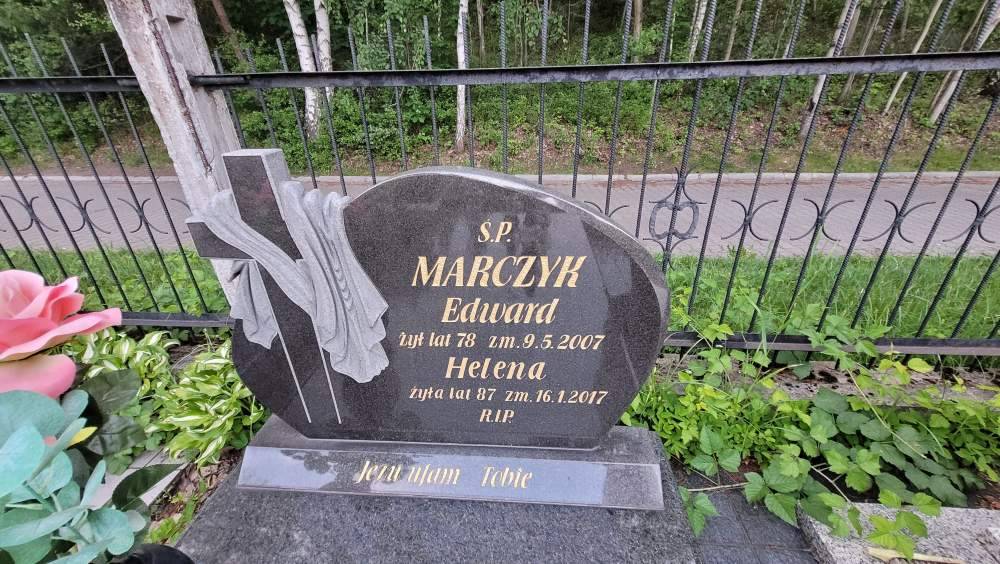 Ś.P.
MARCZYK
Edward
żył lat 78 zm. 9.5.2007
Helena
żyła lat 87 zm. 16.1.2017
R.I.P.
Jezu ufam Tobie